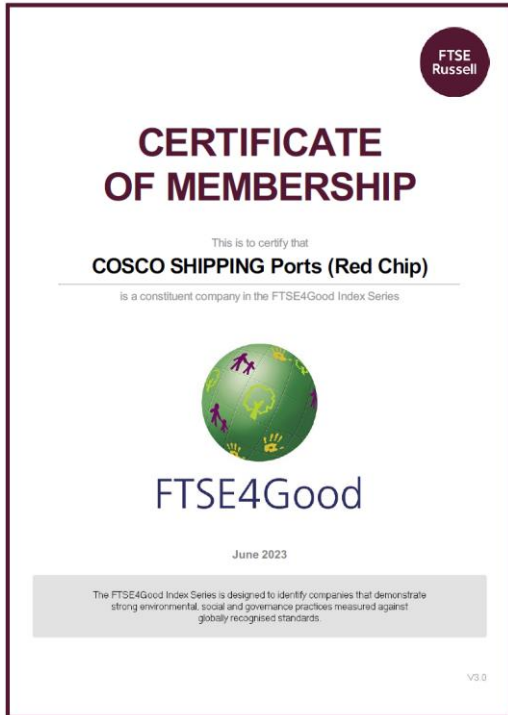 FTSE
Russell
CERTIFICATE
OF MEMBERSHIP
This is to certify that
COSCO SHIPPING Ports (Red Chip)
is a constituent company in the FTSE4Good Index Series
FTSE4Good
June 2023
The FTSE4Good Index Series is designed to identify companies that demonstrate
strong environmental, social and governance practices measured against
globally recognised standards.
V3.0